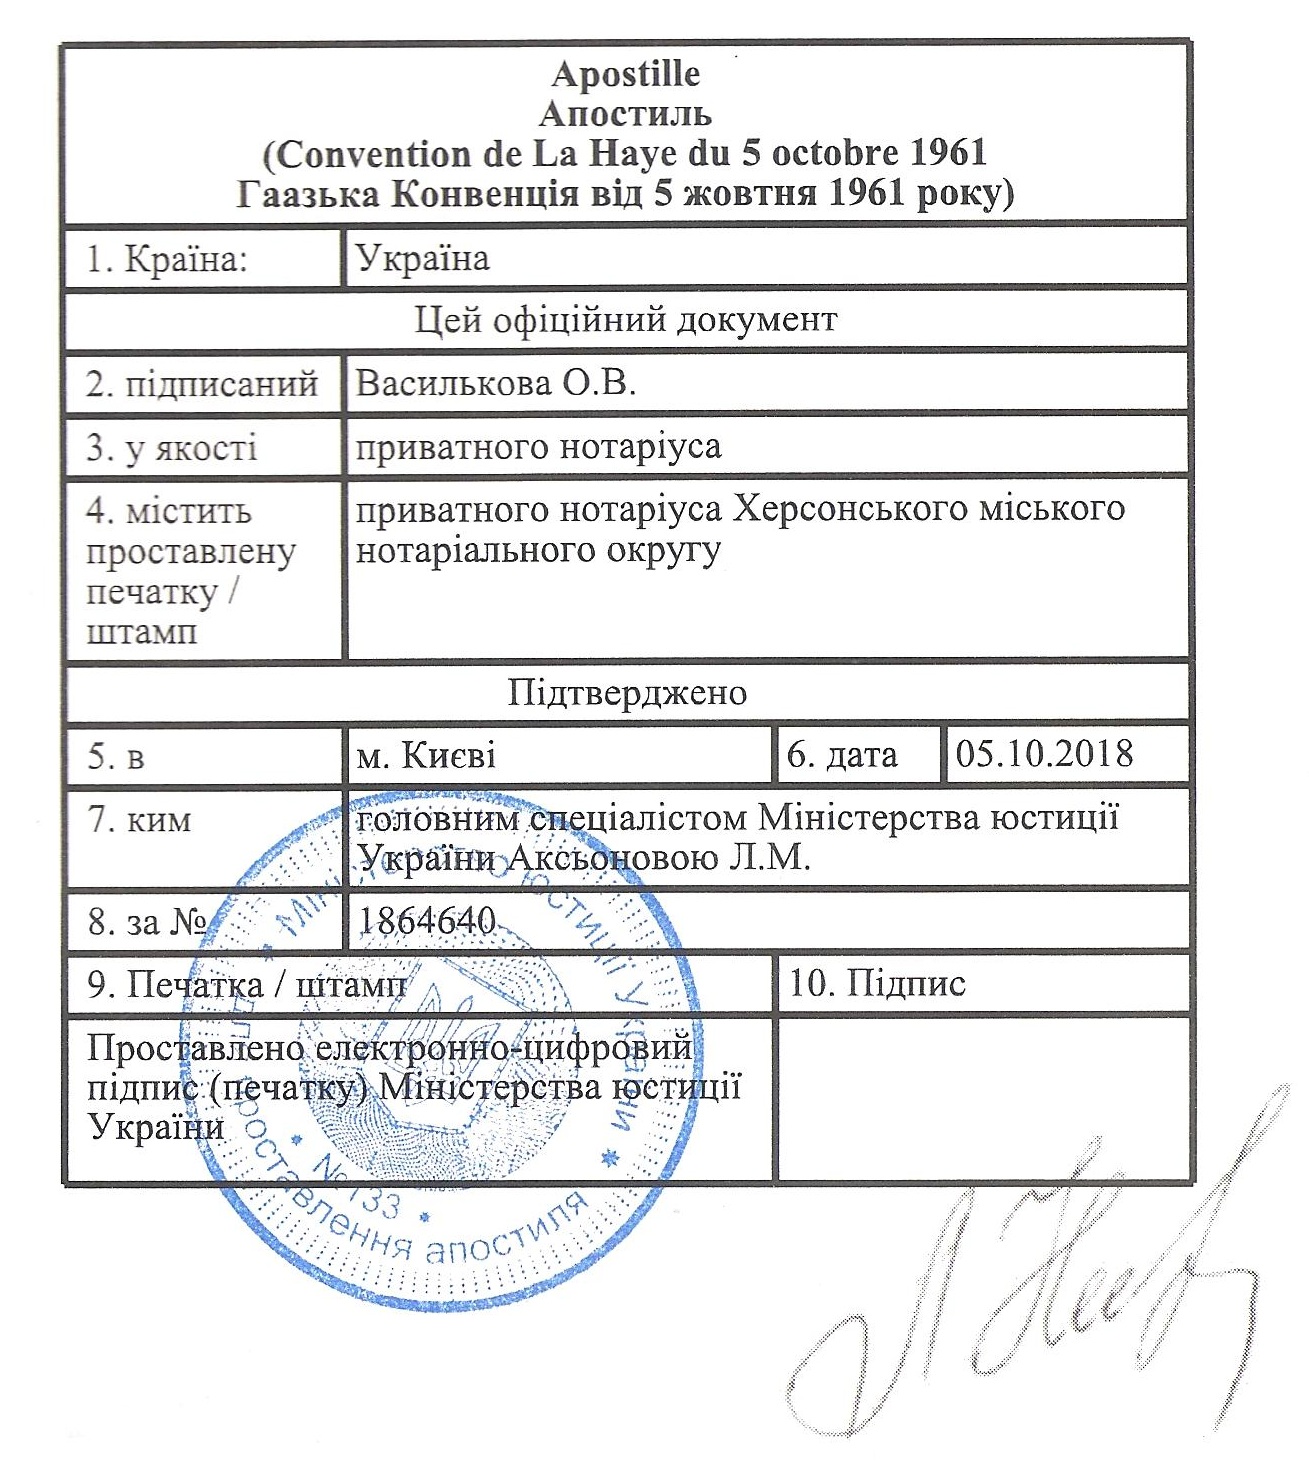 Apostille
Апостиль
(Convention de La Haye du 5 octobre 1961
Гаазька Конвенція від 5 жовтня 1961 року)
1. Країна: Україна
Цей офіційний документ
2. підписаний Василькова О.В.
3. у якості приватного нотаріуса
4. містить проставлену печатку / штамп
приватного нотаріуса Херсонського міського
нотаріального округу
Підтверджено
5. в м. Києві 6. дата 05.10.2018
7. ким головним спеціалістом Міністерства юстиції
України Аксьоновою Л.М.
8. за № 1864640
9. Печатка / штамп 10. Підпис
Проставлено електронно-цифровий
підпис (печатку) Міністерства юстиції
України
Міністерство юстиції України
Для проставлення апостиля
№133